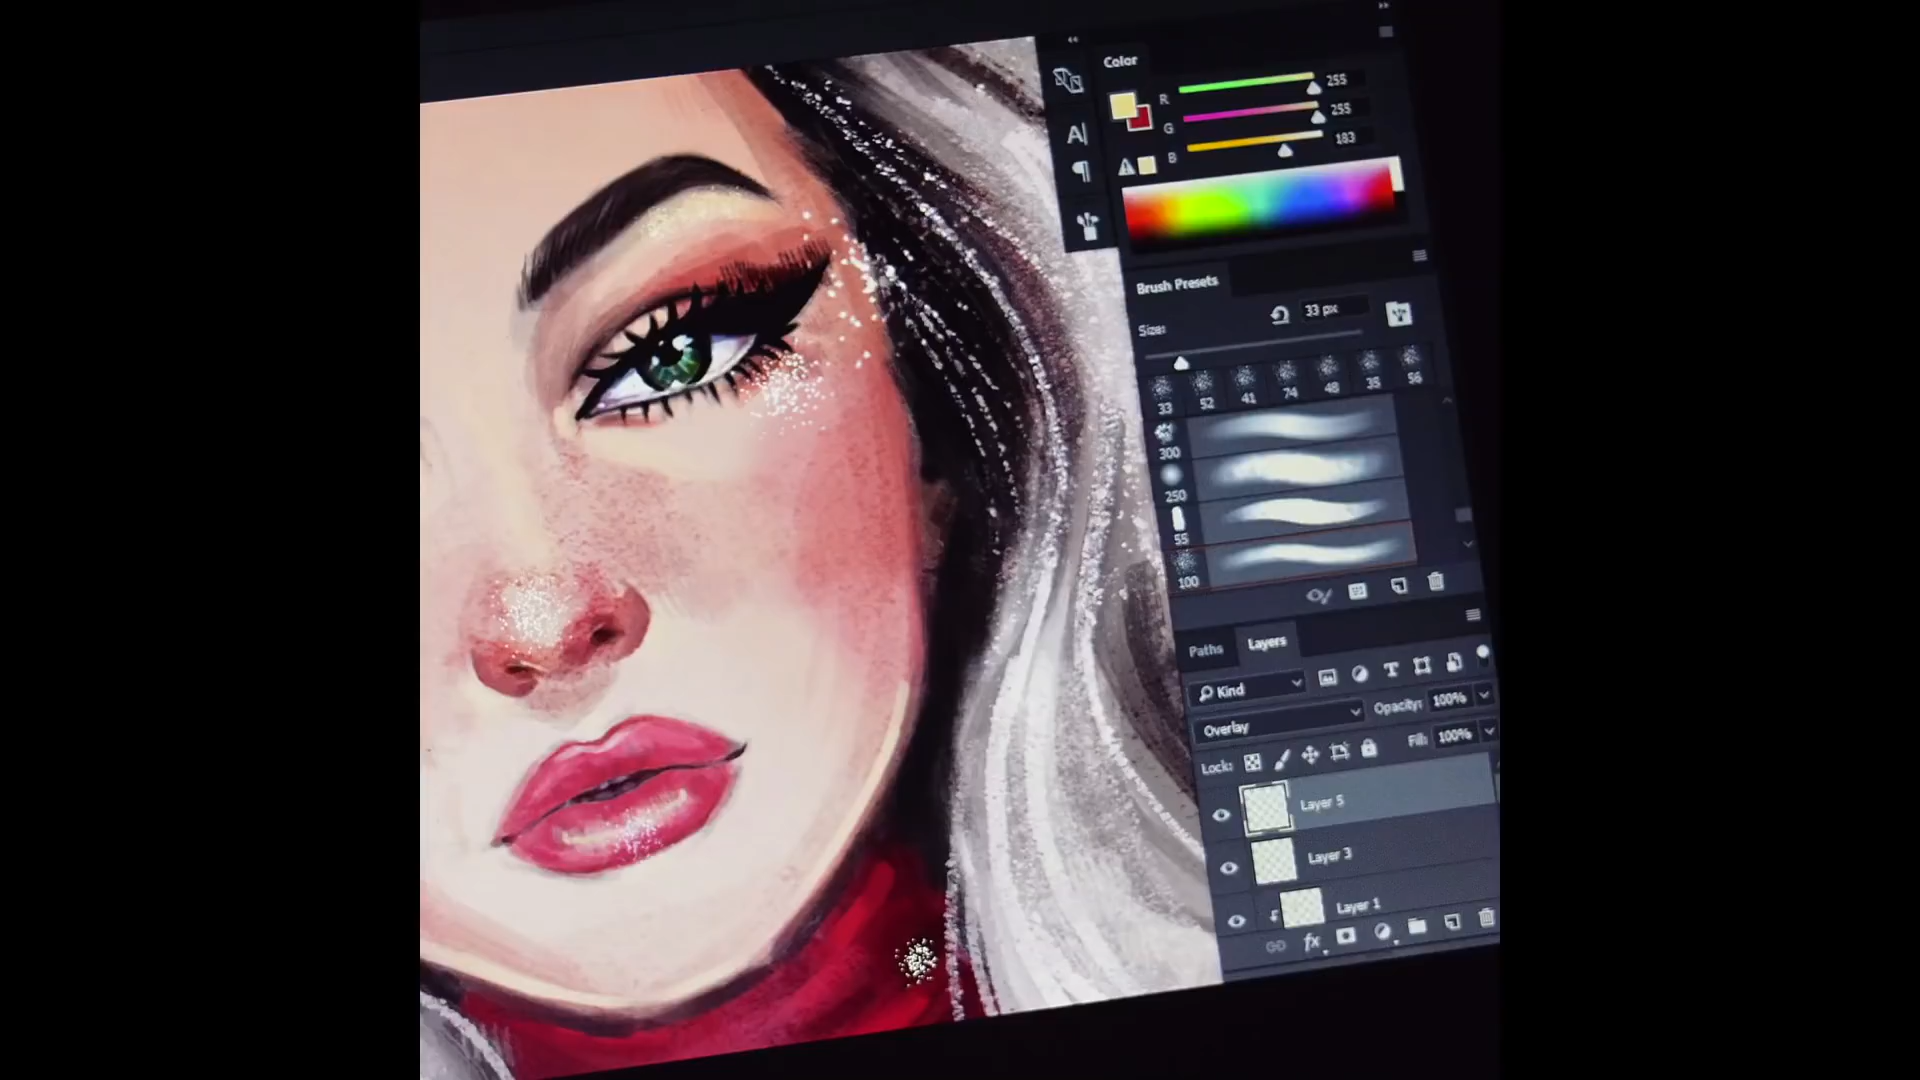 Color
R 255
G 255
B 183
A
Brush Presets
Size: 33 px
33 52 41 74 48 35 56
300
250
55
100
Paths Layers
Kind
Overlay Opacity: 100%
Lock: Fill: 100%
Layer 5
Layer 3
Layer 1
fx